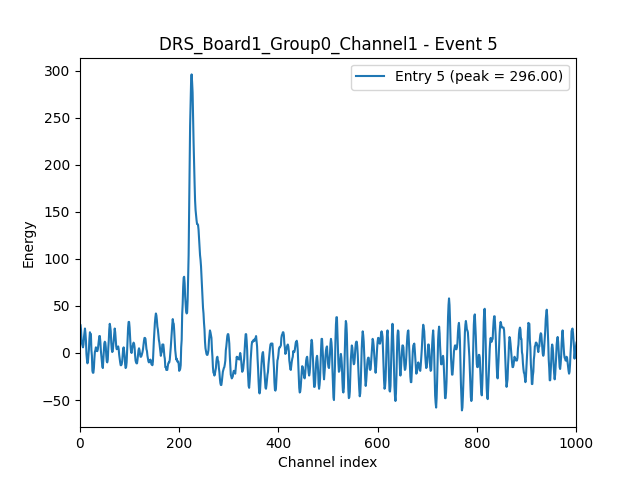 DRS_Board1_Group0_Channel1 - Event 5
Entry 5 (peak = 296.00)
300
250
200
150
100
50
0
−50
Energy
0 200 400 600 800 1000
Channel index